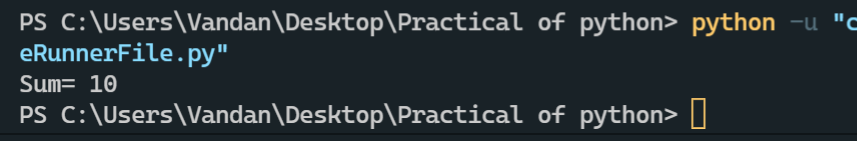 PS C:\Users\Vandan\Desktop\Practical of python> python -u "c
eRunnerFile.py"
Sum= 10
PS C:\Users\Vandan\Desktop\Practical of python>